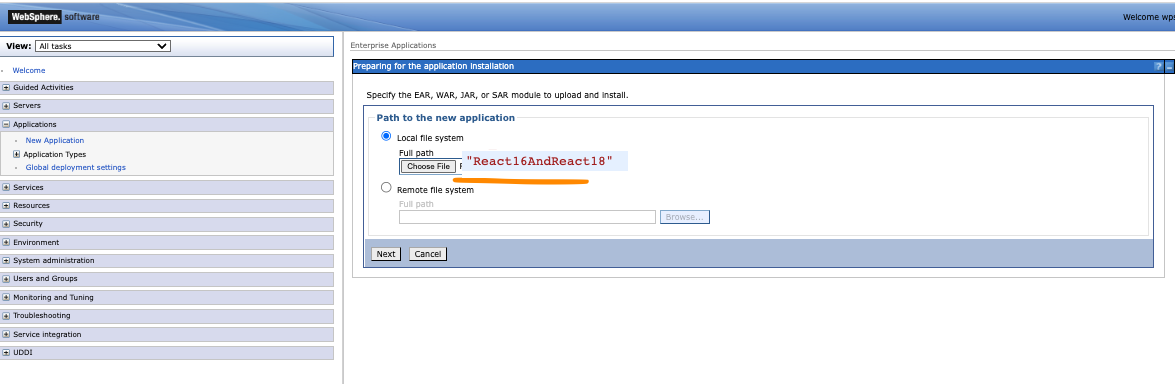 WebSphere. software
Welcome wps
View: All tasks
Welcome
Guided Activities
Servers
Applications
New Application
Application Types
Global deployment settings
Services
Resources
Security
Environment
System administration
Users and Groups
Monitoring and Tuning
Troubleshooting
Service integration
UDDI
Enterprise Applications
Preparing for the application installation
? –
Specify the EAR, WAR, JAR, or SAR module to upload and install.
Path to the new application
Local file system
Full path
Choose File "React16AndReact18"
Remote file system
Full path
Browse...
Next Cancel